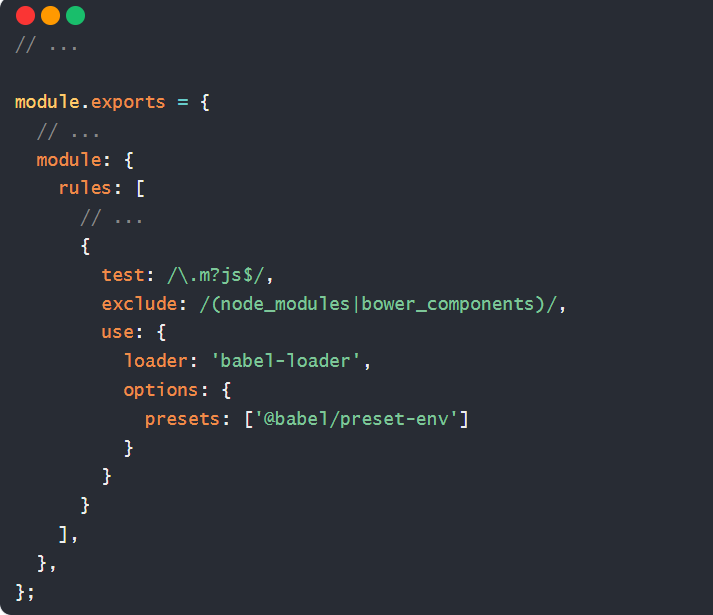 // ...

module.exports = {
  // ...
  module: {
    rules: [
      // ...
      {
        test: /\.m?js$/,
        exclude: /(node_modules|bower_components)/,
        use: {
          loader: 'babel-loader',
          options: {
            presets: ['@babel/preset-env']
          }
        }
      }
    ],
  },
};